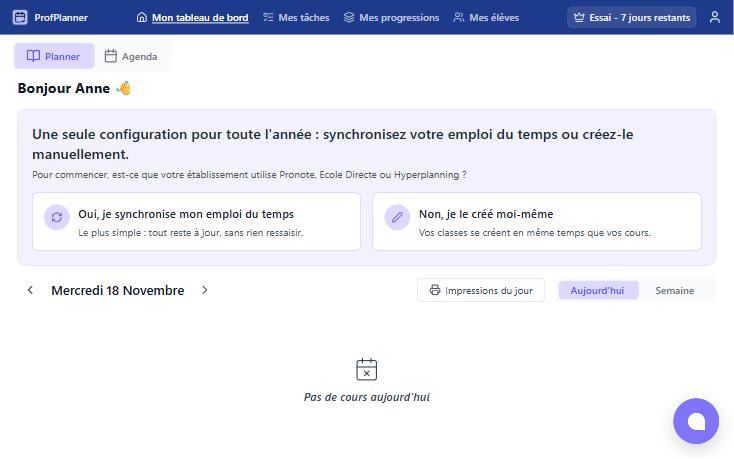 ProfPlanner
Mon tableau de bord
Mes tâches
Mes progressions
Mes élèves
Essai - 7 jours restants
Planner
Agenda
Bonjour Anne 👋
Une seule configuration pour toute l'année : synchronisez votre emploi du temps ou créez-le
manuellement.
Pour commencer, est-ce que votre établissement utilise Pronote, Ecole Directe ou Hyperplanning ?
Oui, je synchronise mon emploi du temps
Le plus simple : tout reste à jour, sans rien ressaisir.
Non, je le créé moi-même
Vos classes se créent en même temps que vos cours.
Mercredi 18 Novembre
Impressions du jour
Aujourd'hui
Semaine
Pas de cours aujourd'hui